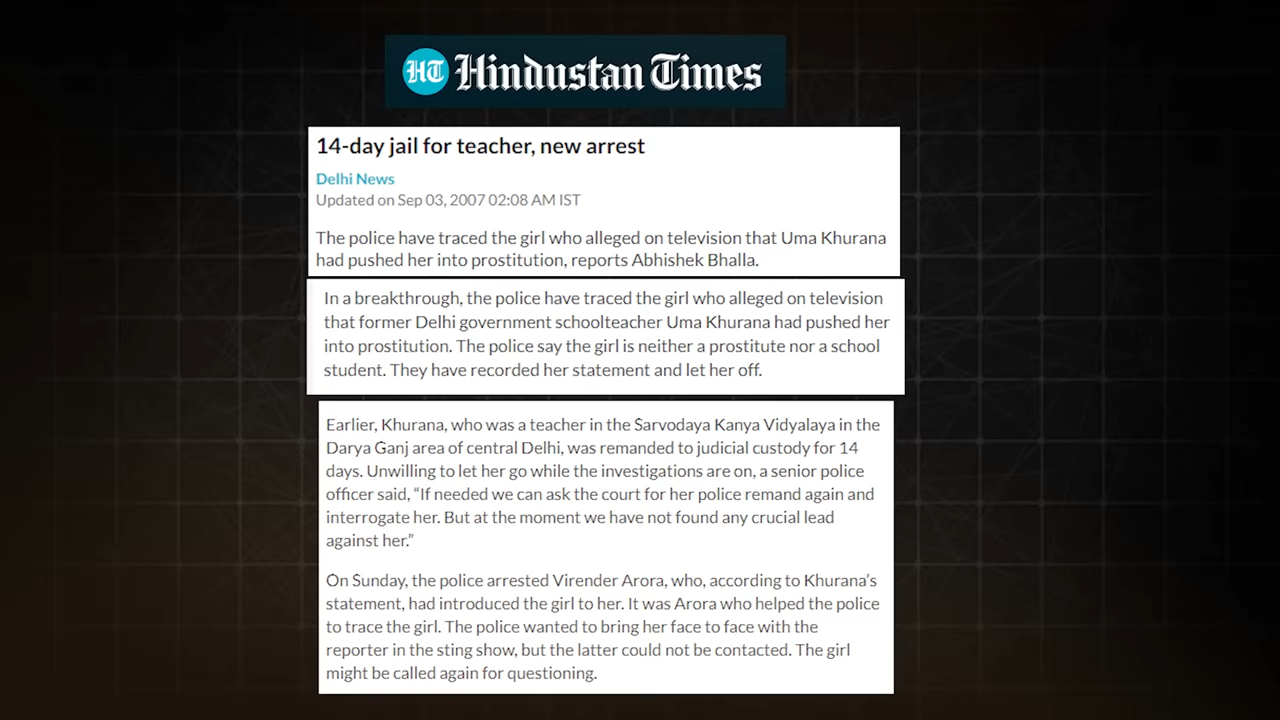 HT Hindustan Times
14-day jail for teacher, new arrest
Delhi News
Updated on Sep 03, 2007 02:08 AM IST
The police have traced the girl who alleged on television that Uma Khurana
had pushed her into prostitution, reports Abhishek Bhalla.
In a breakthrough, the police have traced the girl who alleged on television
that former Delhi government schoolteacher Uma Khurana had pushed her
into prostitution. The police say the girl is neither a prostitute nor a school
student. They have recorded her statement and let her off.
Earlier, Khurana, who was a teacher in the Sarvodaya Kanya Vidyalaya in the
Darya Ganj area of central Delhi, was remanded to judicial custody for 14
days. Unwilling to let her go while the investigations are on, a senior police
officer said, “If needed we can ask the court for her police remand again and
interrogate her. But at the moment we have not found any crucial lead
against her.”
On Sunday, the police arrested Virender Arora, who, according to Khurana’s
statement, had introduced the girl to her. It was Arora who helped the police
to trace the girl. The police wanted to bring her face to face with the
reporter in the sting show, but the latter could not be contacted. The girl
might be called again for questioning.